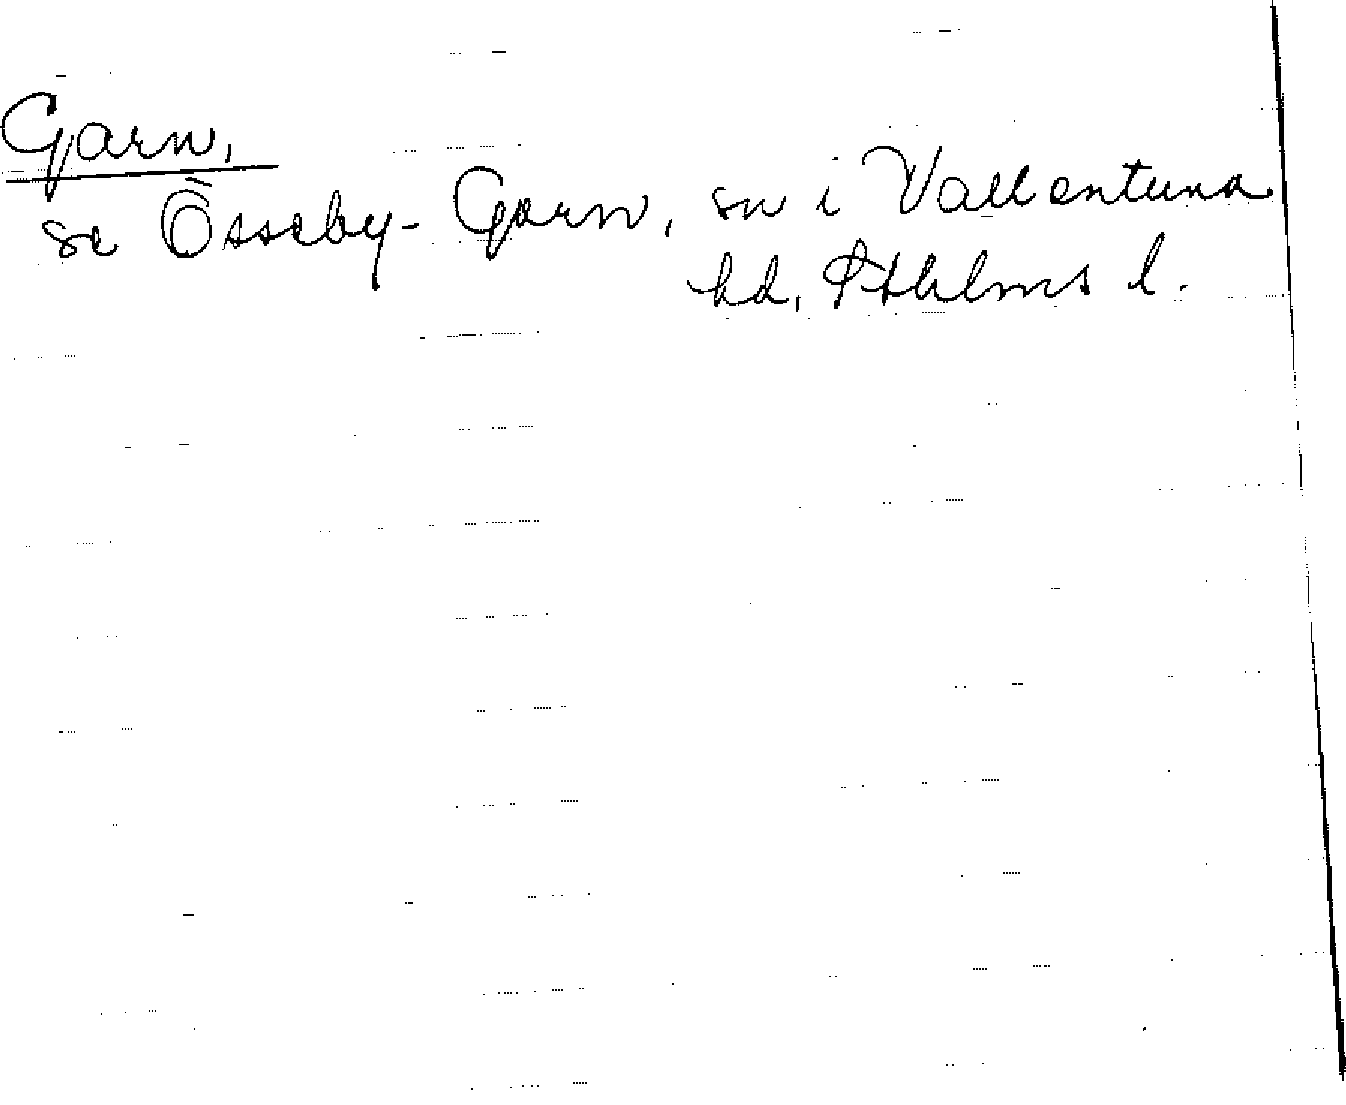 Garn,
se Össeby-Garn, sn i Vallentuna
hd, Sthlms l.